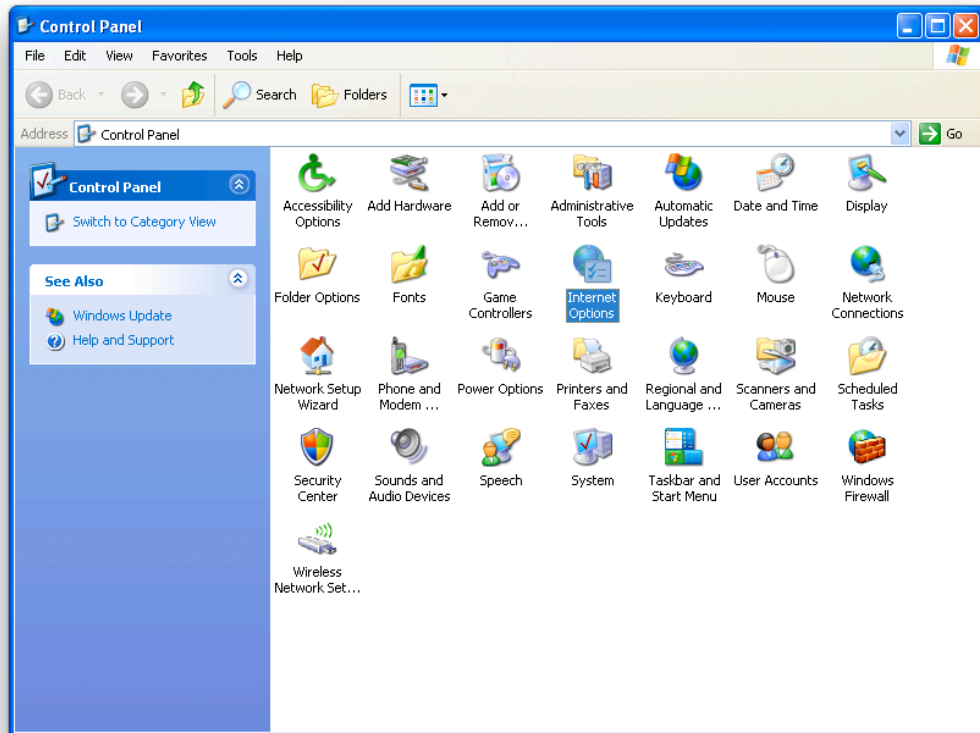 Control Panel
File Edit View Favorites Tools Help
Back Search Folders
Address Control Panel Go
Control Panel
Switch to Category View
See Also
Windows Update
Help and Support
Accessibility Options
Add Hardware
Add or Remov...
Administrative Tools
Automatic Updates
Date and Time
Display
Folder Options
Fonts
Game Controllers
Internet Options
Keyboard
Mouse
Network Connections
Network Setup Wizard
Phone and Modem ...
Power Options
Printers and Faxes
Regional and Language ...
Scanners and Cameras
Scheduled Tasks
Security Center
Sounds and Audio Devices
Speech
System
Taskbar and Start Menu
User Accounts
Windows Firewall
Wireless Network Set...